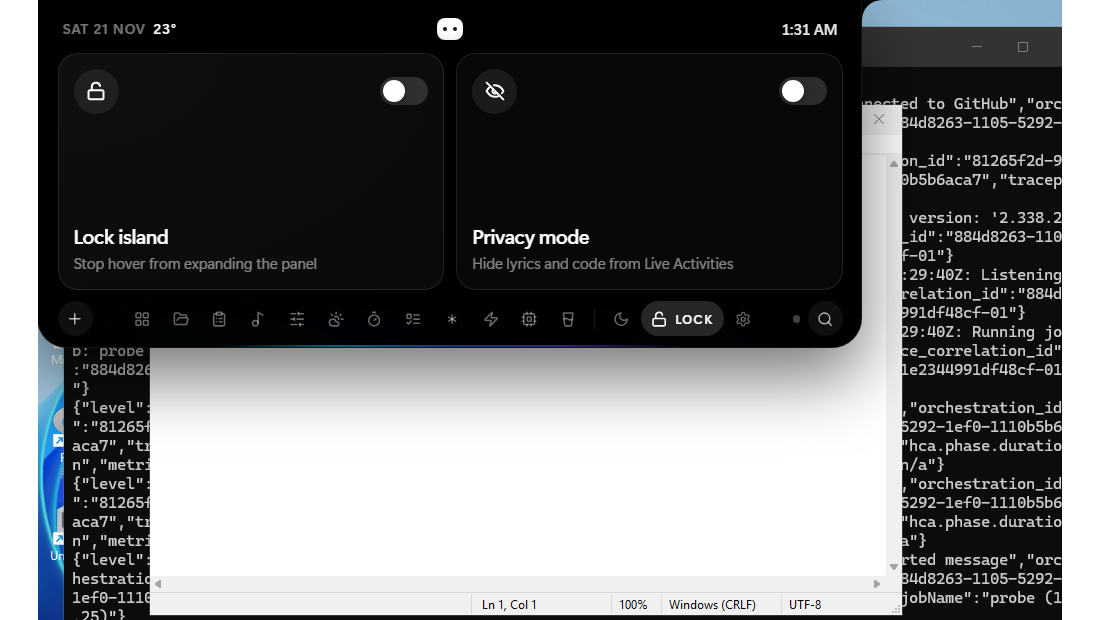 SAT 21 NOV 23°
1:31 AM
Lock island
Stop hover from expanding the panel
Privacy mode
Hide lyrics and code from Live Activities
LOCK
nected to GitHub","orc
84d8263-1105-5292-
on_id":"81265f2d-9
0b5b6aca7","tracep
version: '2.338.2
_id":"884d8263-110
f-01"}
:29:40Z: Listening
relation_id":"884d
991df48cf-01"}
29:40Z: Running jo
ce_correlation_id"
1e2344991df48cf-01
b: probe
:"884d826
"}
{"level":
":"81265f
aca7","tr
n","metri
{"level":
":"81265f
aca7","tr
n","metri
{"level":
hestratio
1ef0-1110
.25)"}
,"orchestration_id
5292-1ef0-1110b5b6
"hca.phase.duratio
n/a"}
,"orchestration_id
5292-1ef0-1110b5b6
"hca.phase.duratio
a"}
rted message","orc
84d8263-1105-5292-
jobName":"probe (1
Un
Ln 1, Col 1
100%
Windows (CRLF)
UTF-8